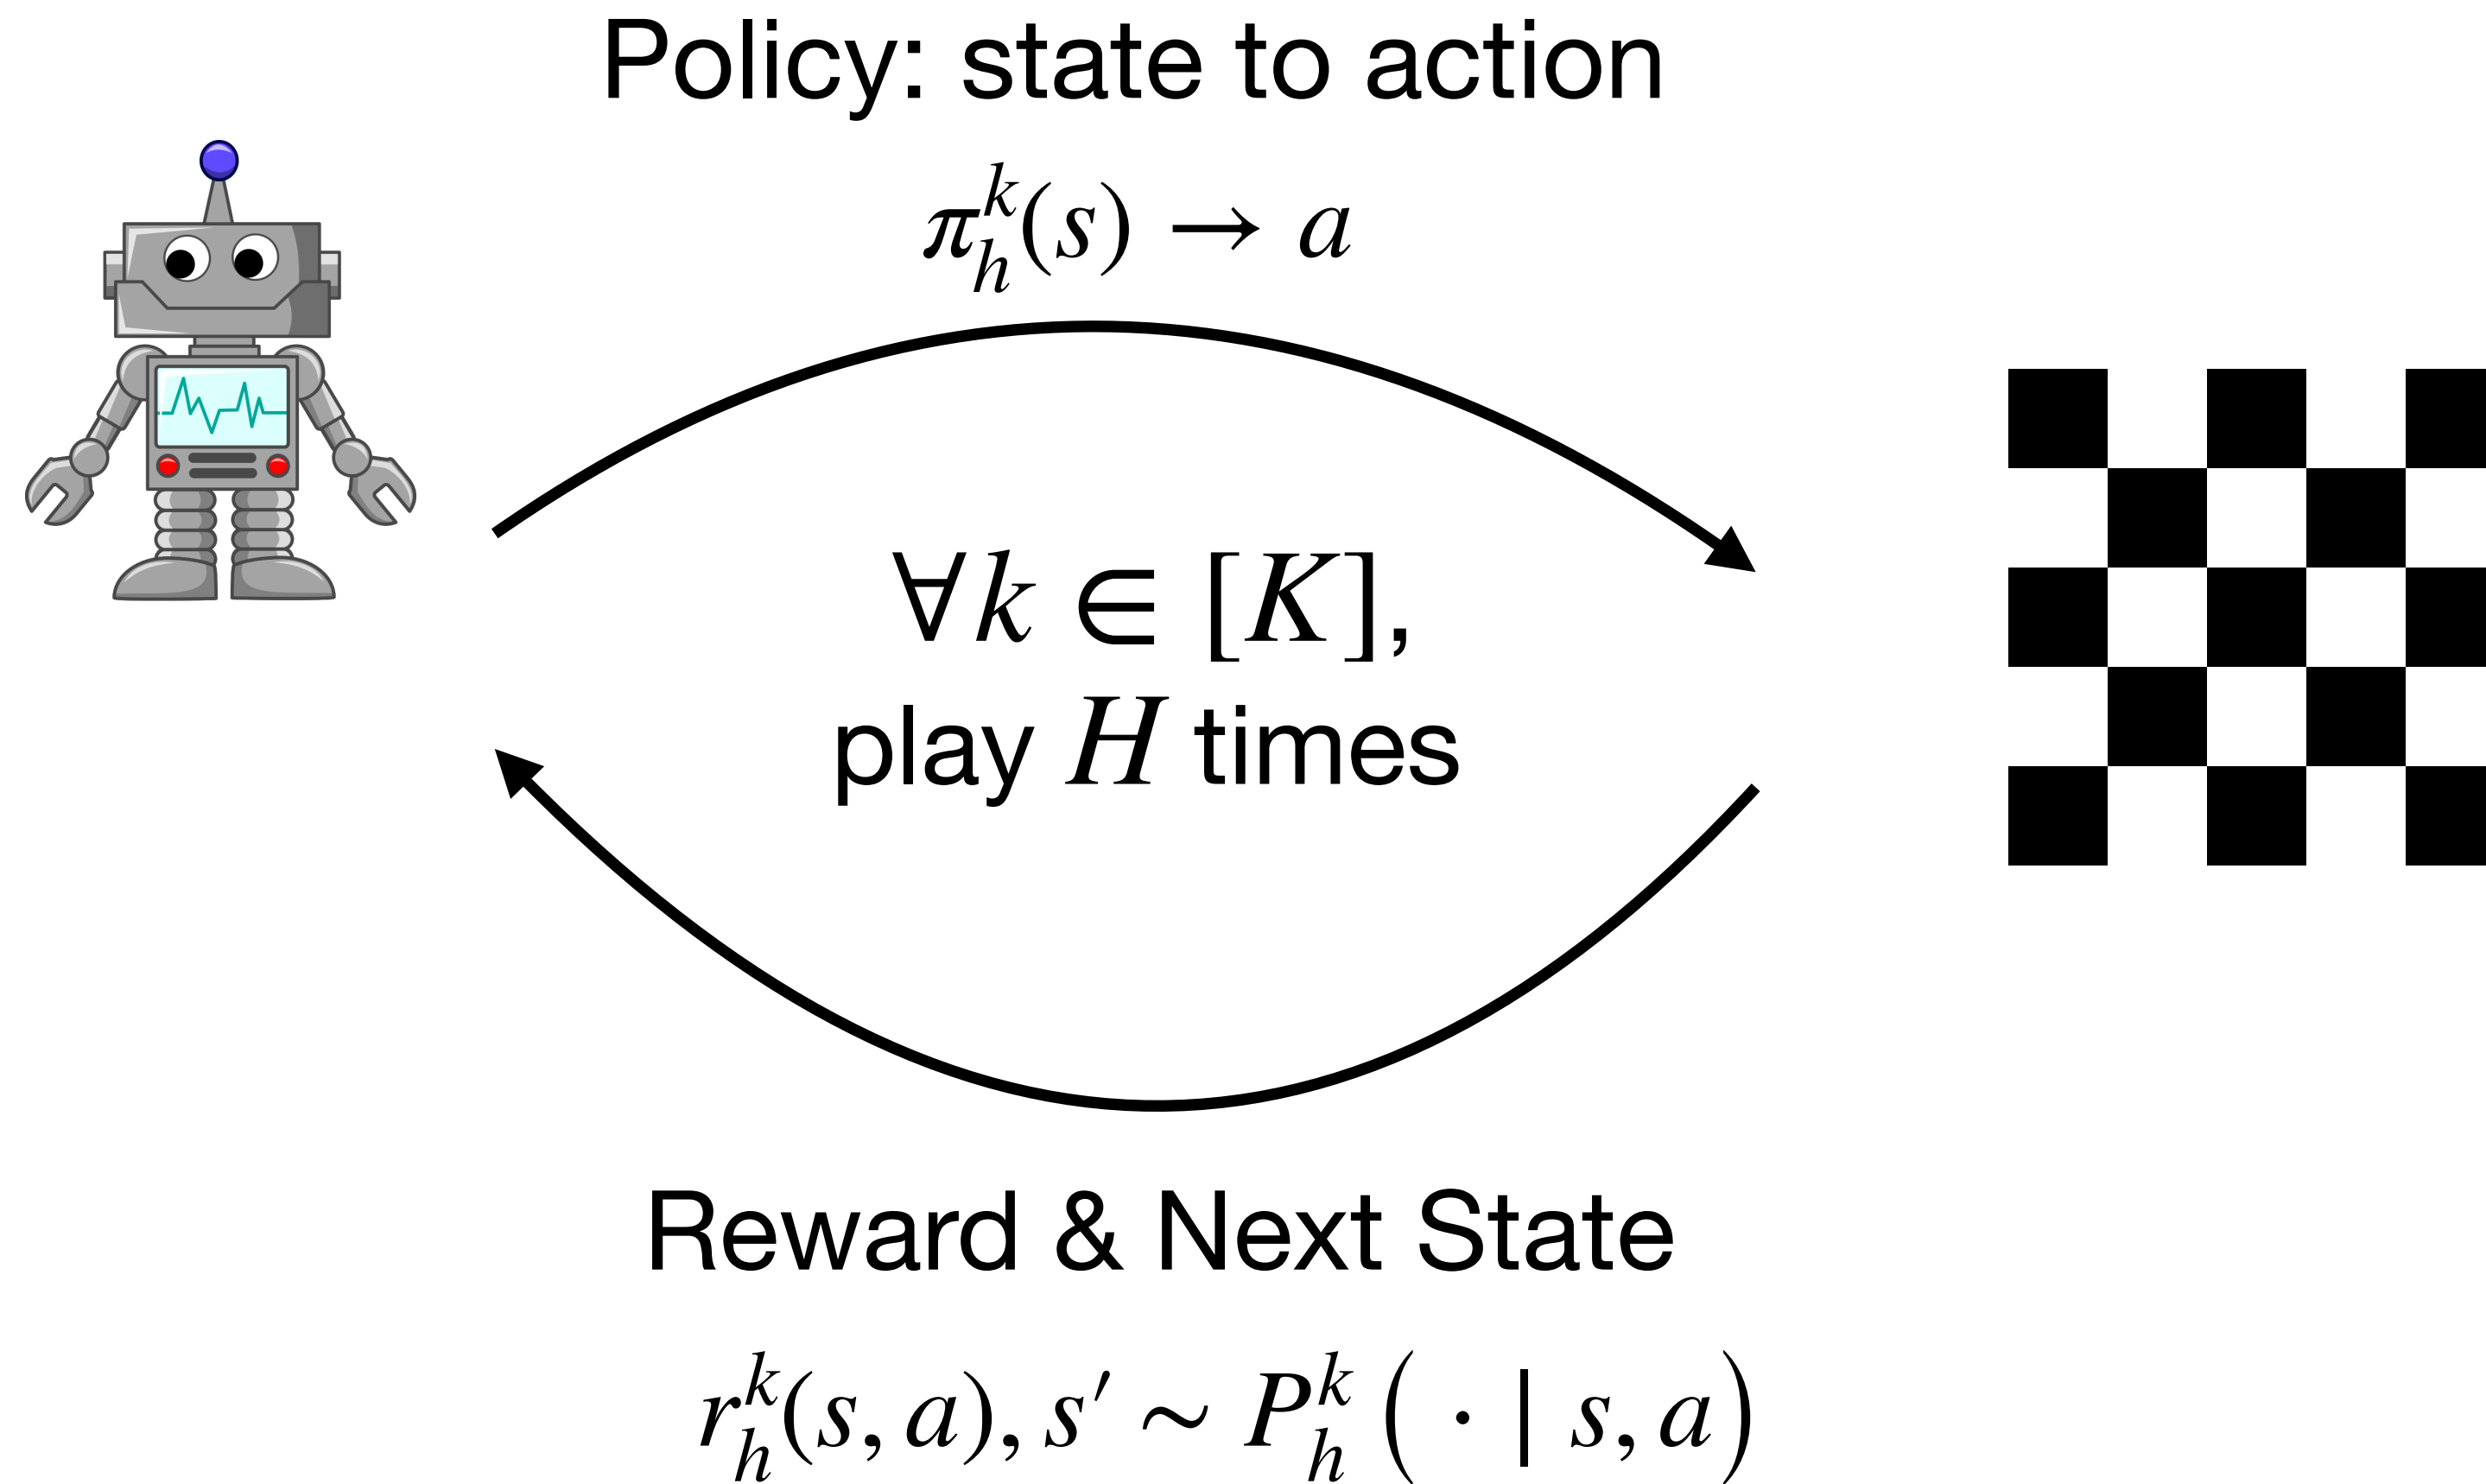 Policy: state to action
π_h^k(s) → a
∀k ∈ [K],
play H times
Reward & Next State
r_h^k(s, a), s′ ∼ P_h^k( · | s, a)